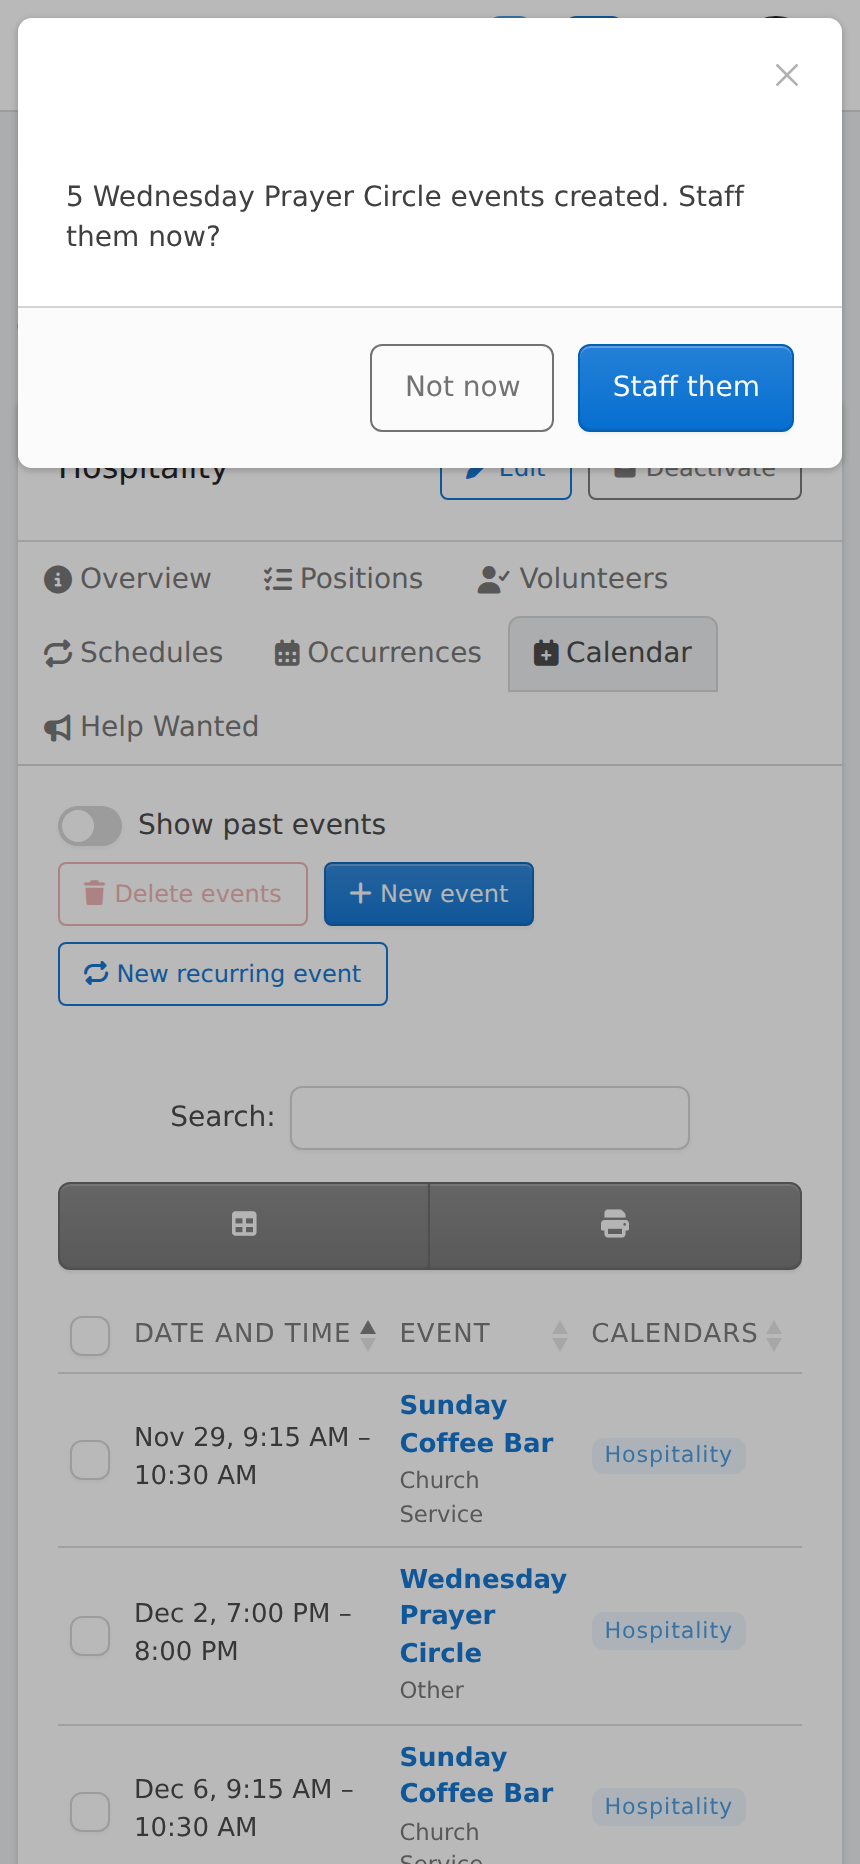 5 Wednesday Prayer Circle events created. Staff
them now?
Not now
Staff them
Hospitality
Edit
Deactivate
Overview
Positions
Volunteers
Schedules
Occurrences
Calendar
Help Wanted
Show past events
Delete events
New event
New recurring event
Search:
DATE AND TIME
EVENT
CALENDARS
Nov 29, 9:15 AM –
10:30 AM
Sunday
Coffee Bar
Church
Service
Hospitality
Dec 2, 7:00 PM –
8:00 PM
Wednesday
Prayer
Circle
Other
Hospitality
Dec 6, 9:15 AM –
10:30 AM
Sunday
Coffee Bar
Church
Service
Hospitality